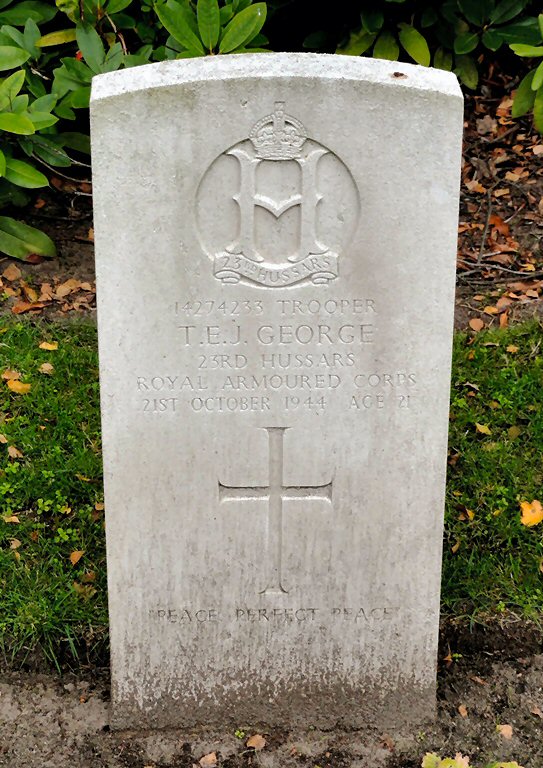 H
23RD HUSSARS
14274233 TROOPER
T.E.J. GEORGE
23RD HUSSARS
ROYAL ARMOURED CORPS
21ST OCTOBER 1944 AGE 21
"PEACE PERFECT PEACE"